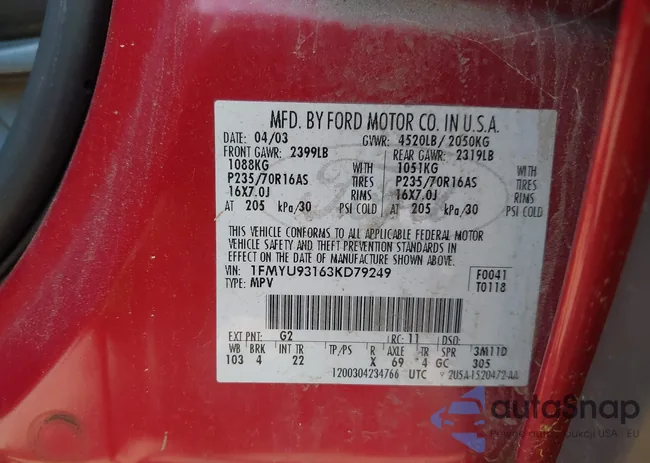 MFD. BY FORD MOTOR CO. IN U.S.A.
DATE: 04/03 GVWR: 4520LB/ 2050KG
FRONT GAWR: 2399LB REAR GAWR: 2319LB
1088KG WITH 1051KG WITH
P235/70R16AS TIRES P235/70R16AS TIRES
16X7.0J RIMS 16X7.0J RIMS
AT 205 kPa/30 PSI COLD AT 205 kPa/30 PSI COLD
THIS VEHICLE CONFORMS TO ALL APPLICABLE FEDERAL MOTOR
VEHICLE SAFETY AND THEFT PREVENTION STANDARDS IN EFFECT
ON THE DATE OF MANUFACTURE SHOWN ABOVE.
VIN: 1FMYU93163KD79249 F0041
TYPE: MPV T0118
EXT PNT: G2 RC: 11 DSO:
WB BRK INT TR TP/PS R AXLE TR SPR 3M11D
103 4 22 X 69 4 GC 305
1200304234766 UTC 2U5A-1520472-AA
autoSnap
USA - EU